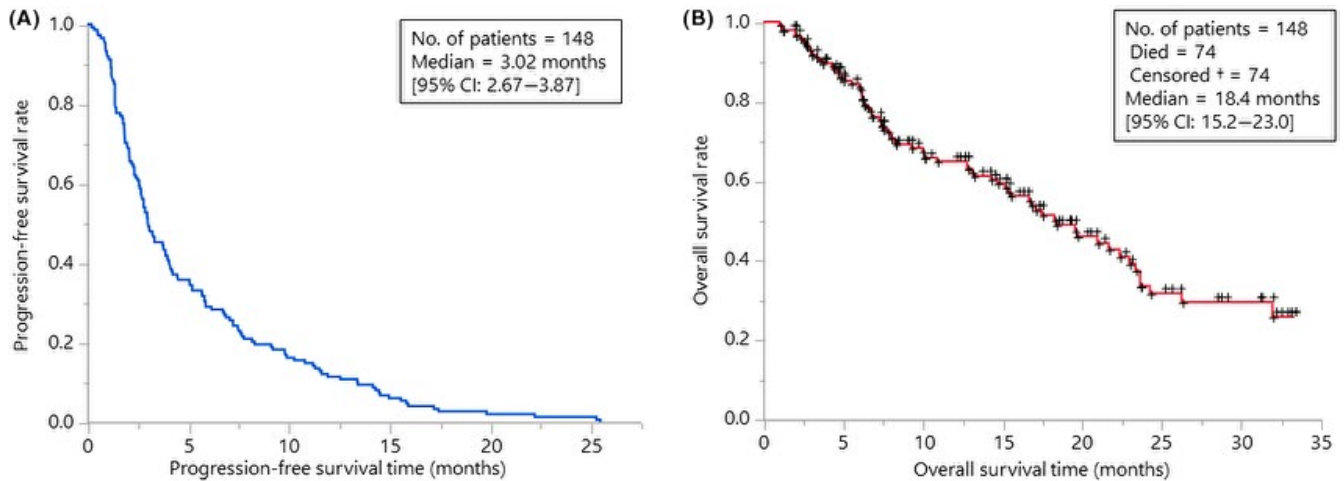 (A)
1.0
0.8
0.6
0.4
0.2
0.0
Progression-free survival rate
No. of patients = 148
Median = 3.02 months
[95% CI: 2.67−3.87]
0 5 10 15 20 25
Progression-free survival time (months)
(B)
1.0
0.8
0.6
0.4
0.2
0.0
Overall survival rate
No. of patients = 148
Died = 74
Censored + = 74
Median = 18.4 months
[95% CI: 15.2−23.0]
0 5 10 15 20 25 30 35
Overall survival time (months)